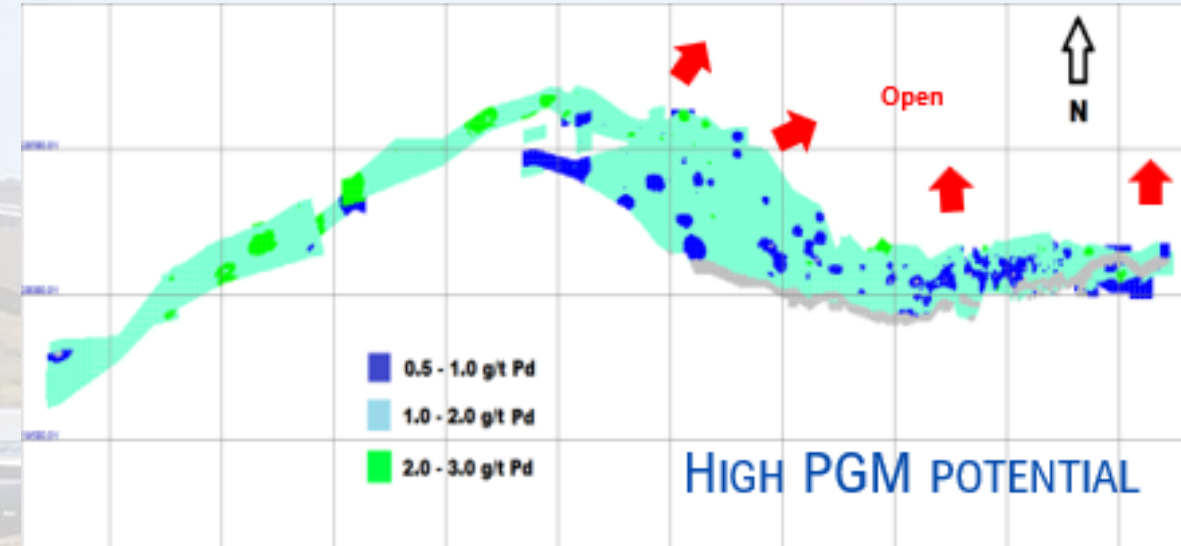 Open
N
0.5 - 1.0 g/t Pd
1.0 - 2.0 g/t Pd
2.0 - 3.0 g/t Pd
HIGH PGM POTENTIAL